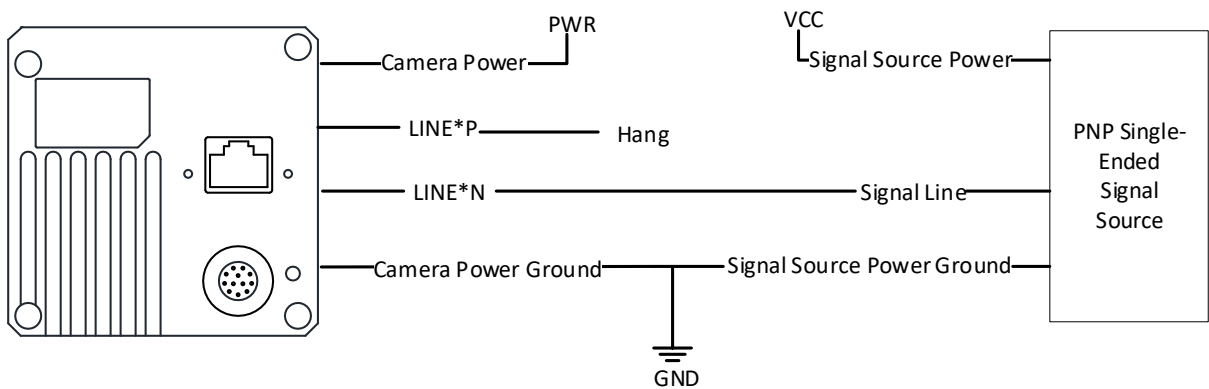 PWR
VCC
Camera Power
Signal Source Power
LINE*P
Hang
PNP Single-
Ended
Signal
Source
LINE*N
Signal Line
Camera Power Ground
Signal Source Power Ground
GND